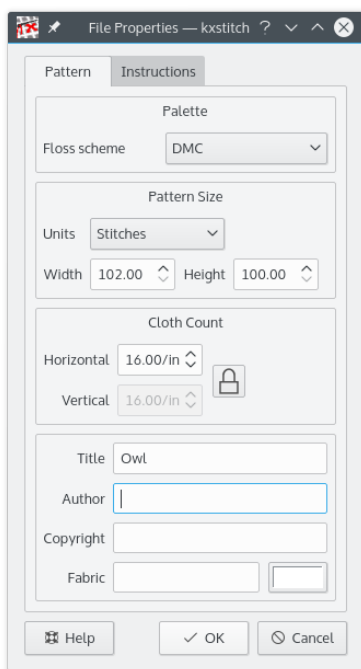 File Properties — kxstitch ?
Pattern Instructions
Palette
Floss scheme DMC
Pattern Size
Units Stitches
Width 102.00 Height 100.00
Cloth Count
Horizontal 16.00/in
Vertical 16.00/in
Title Owl
Author
Copyright
Fabric
Help OK Cancel